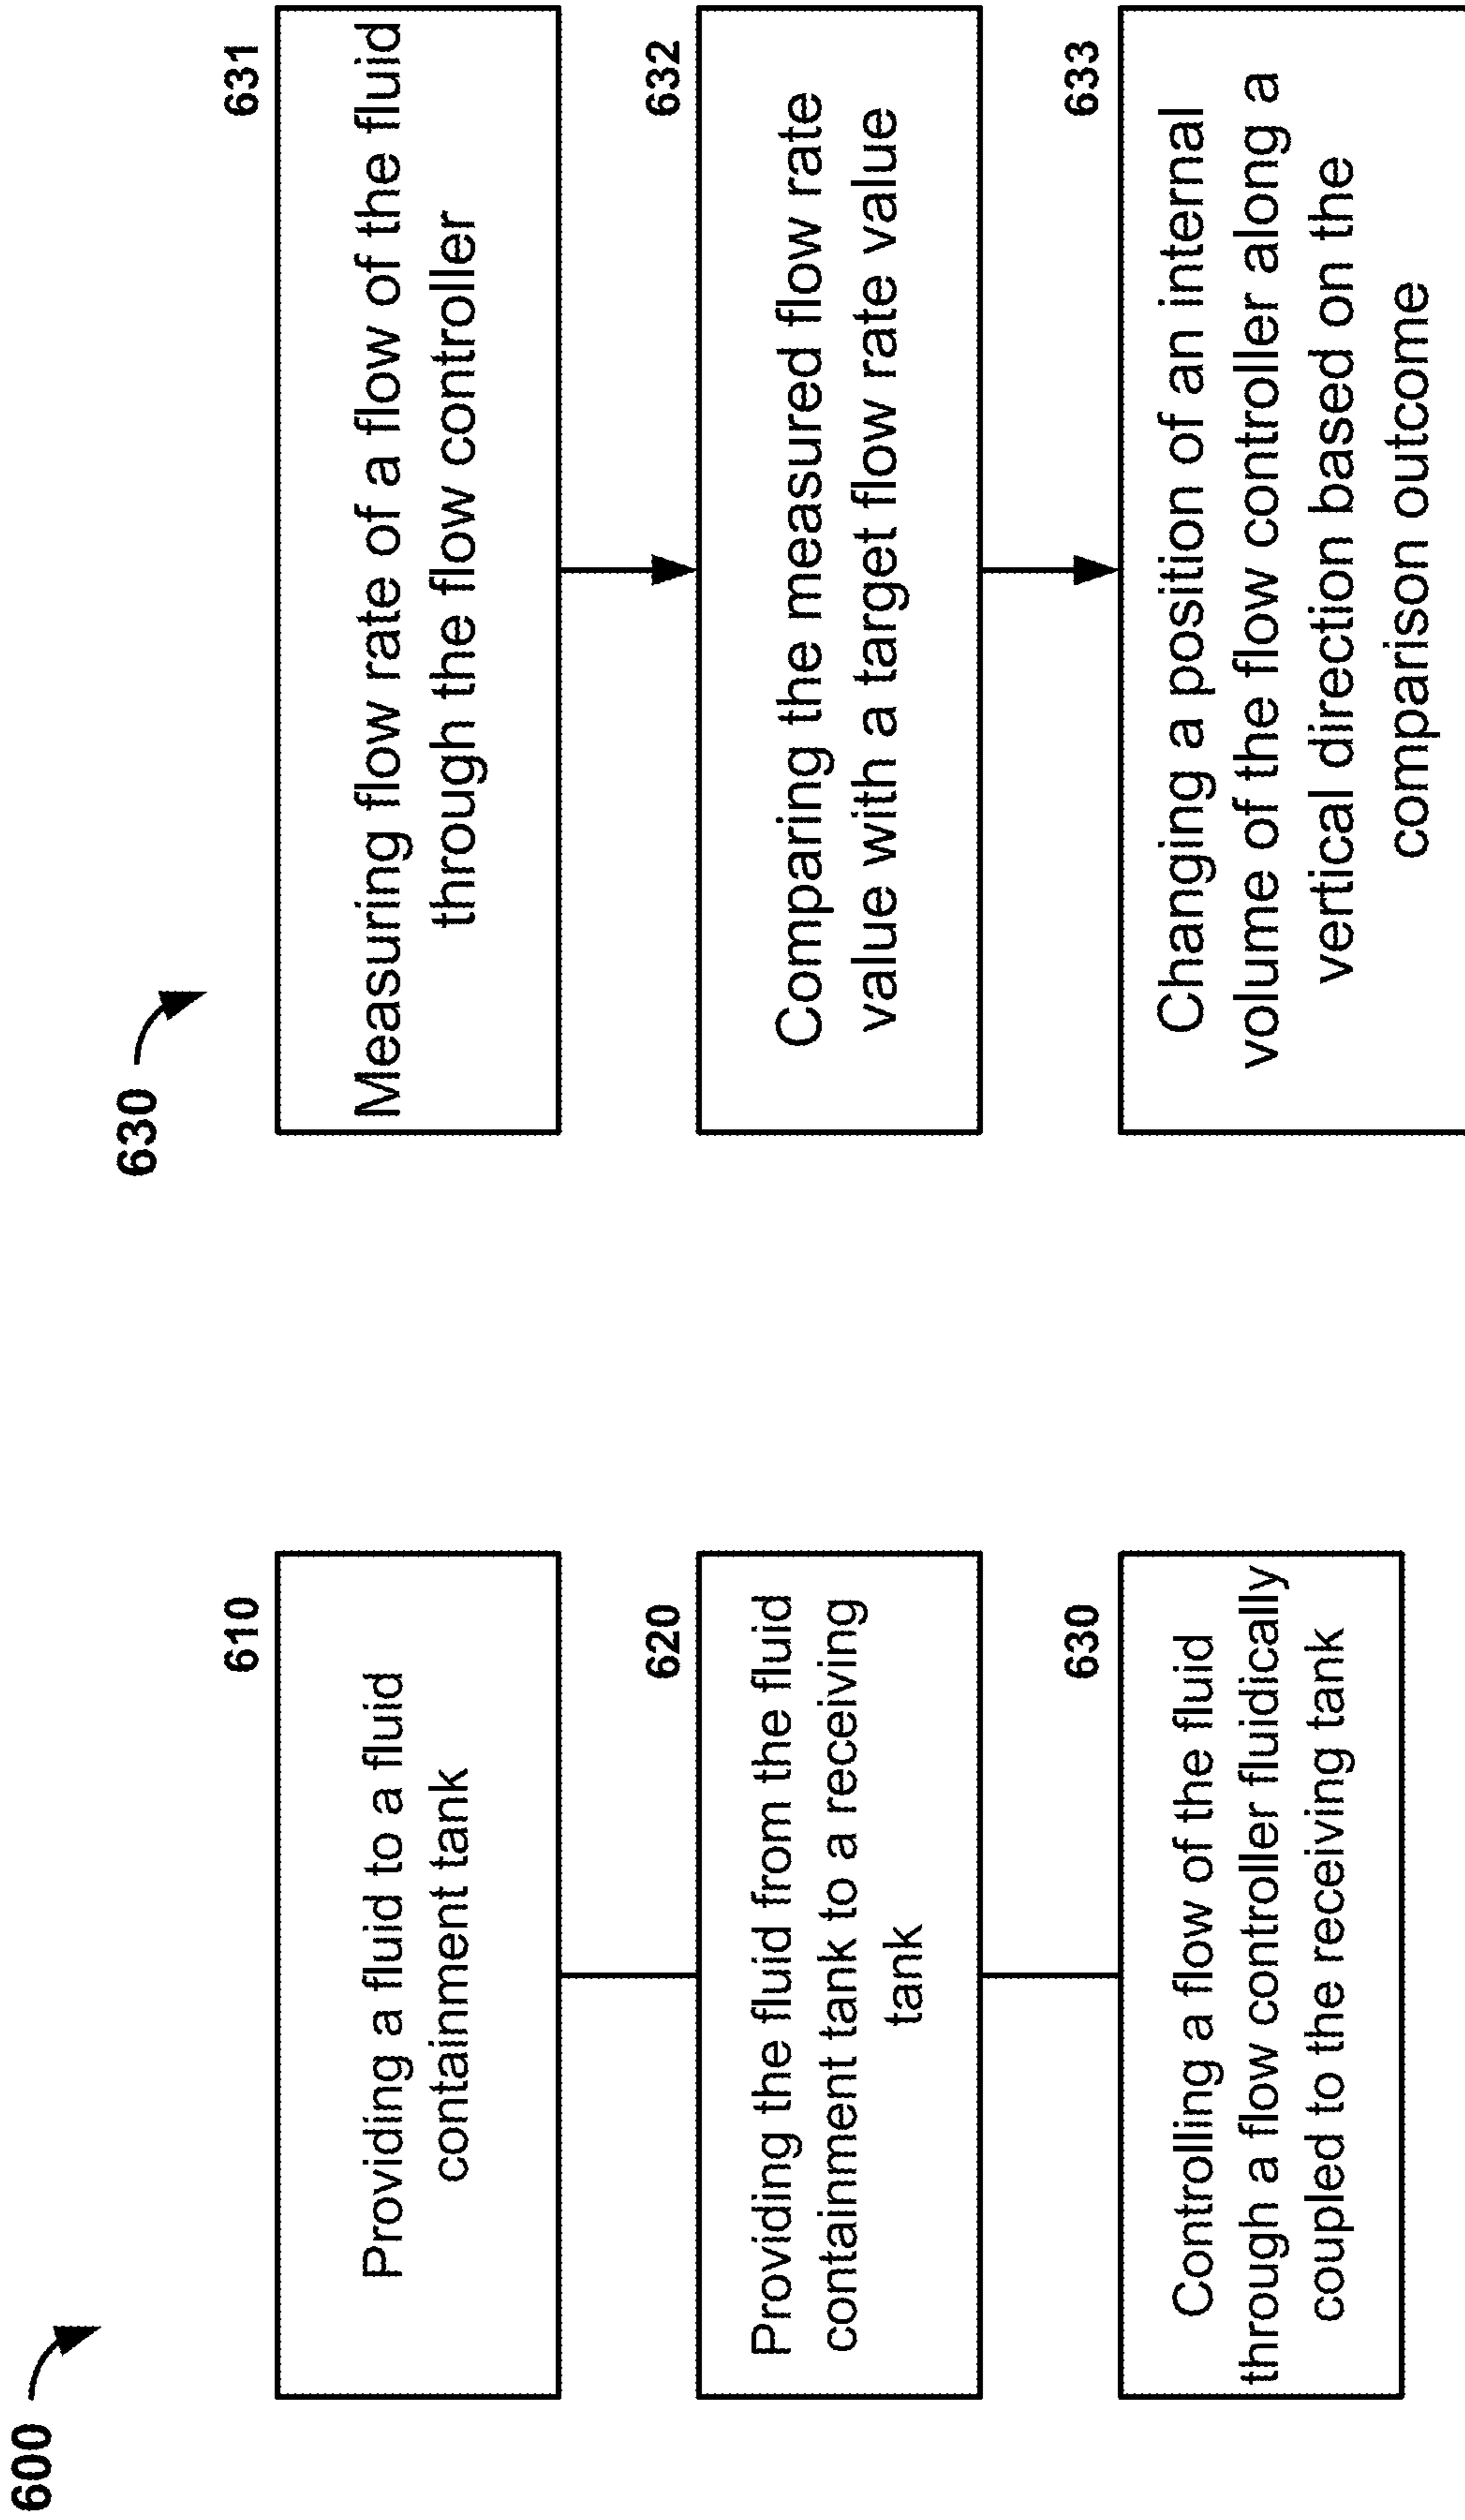 600
610
Providing a fluid to a fluid
containment tank
620
Providing the fluid from the fluid
containment tank to a receiving
tank
630
Controlling a flow of the fluid
through a flow controller fluidically
coupled to the receiving tank
630
631
Measuring flow rate of a flow of the fluid
through the flow controller
632
Comparing the measured flow rate
value with a target flow rate value
633
Changing a position of an internal
volume of the flow controller along a
vertical direction based on the
comparison outcome